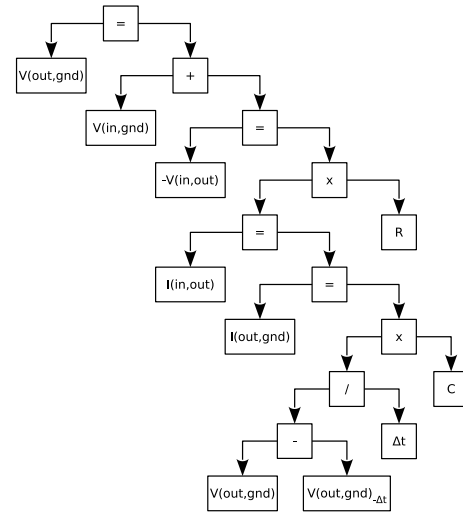 =
V(out,gnd)
+
V(in,gnd)
=
-V(in,out)
x
=
R
I(in,out)
=
I(out,gnd)
x
/
C
-
Δt
V(out,gnd)
V(out,gnd)-Δt